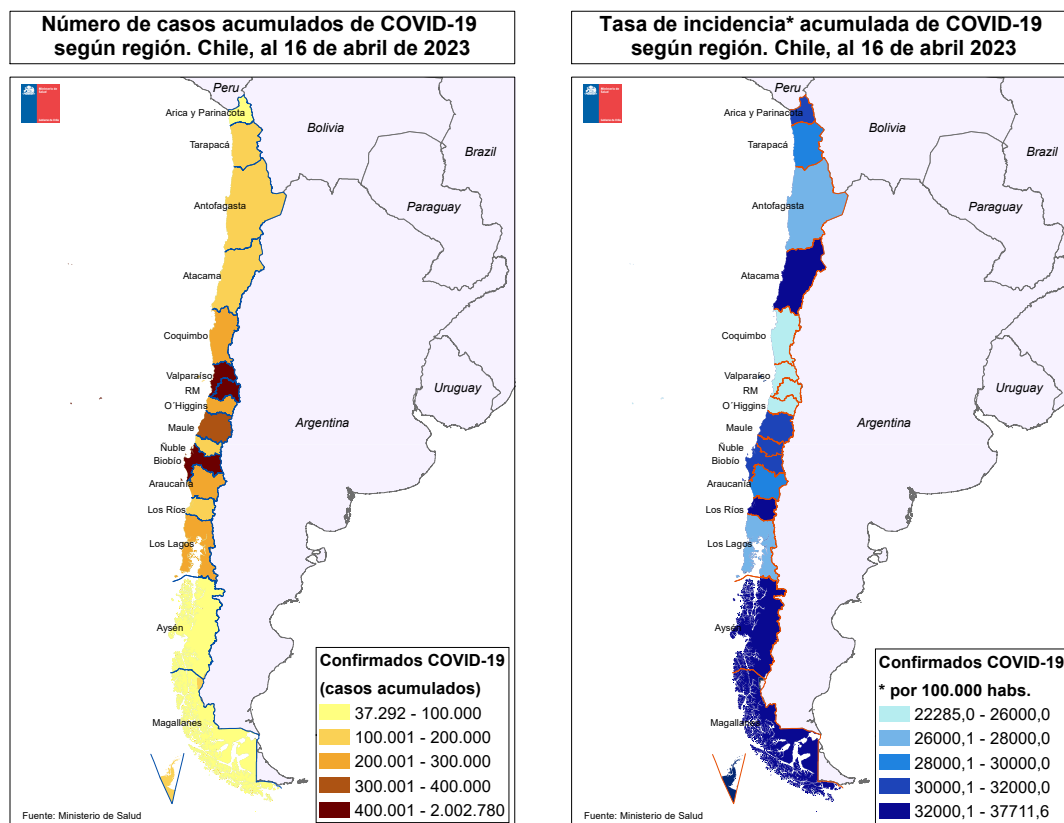 Número de casos acumulados de COVID-19
según región. Chile, al 16 de abril de 2023
Ministerio de
Salud
Peru
Arica y Parinacota
Bolivia
Tarapacá
Brazil
Antofagasta
Paraguay
Atacama
Coquimbo
Valparaíso
RM
Uruguay
O´Higgins
Argentina
Maule
Ñuble
Biobío
Araucanía
Los Ríos
Los Lagos
Aysén
Magallanes
Confirmados COVID-19
(casos acumulados)
37.292 - 100.000
100.001 - 200.000
200.001 - 300.000
300.001 - 400.000
400.001 - 2.002.780
Fuente: Ministerio de Salud
Tasa de incidencia* acumulada de COVID-19
según región. Chile, al 16 de abril 2023
Ministerio de
Salud
Peru
Arica y Parinacota
Bolivia
Tarapacá
Brazil
Antofagasta
Paraguay
Atacama
Coquimbo
Valparaíso
RM
Uruguay
O´Higgins
Argentina
Maule
Ñuble
Biobío
Araucanía
Los Ríos
Los Lagos
Aysén
Magallanes
Confirmados COVID-19
* por 100.000 habs.
22285,0 - 26000,0
26000,1 - 28000,0
28000,1 - 30000,0
30000,1 - 32000,0
32000,1 - 37711,6
Fuente: Ministerio de Salud